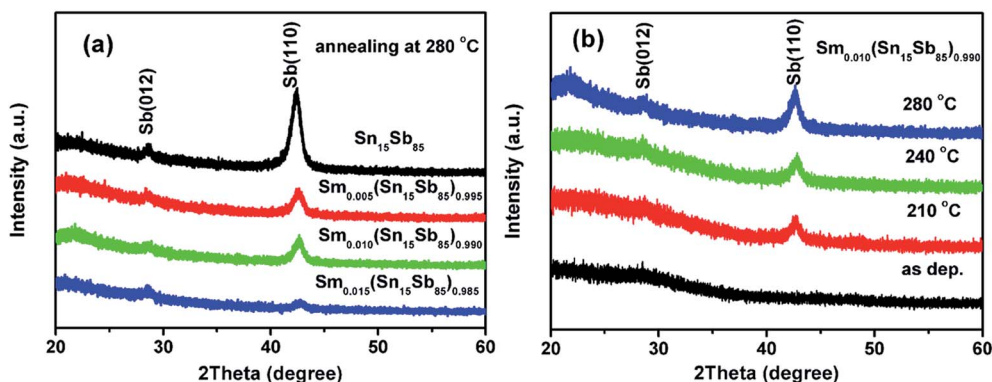 (a)
annealing at 280 °C
Sb(012)
Sb(110)
Sn15Sb85
Sm0.005(Sn15Sb85)0.995
Sm0.010(Sn15Sb85)0.990
Sm0.015(Sn15Sb85)0.985
Intensity (a.u.)
20 30 40 50 60
2Theta (degree)
(b)
Sb(012)
Sb(110)
Sm0.010(Sn15Sb85)0.990
280 °C
240 °C
210 °C
as dep.
Intensity (a.u.)
20 30 40 50 60
2Theta (degree)